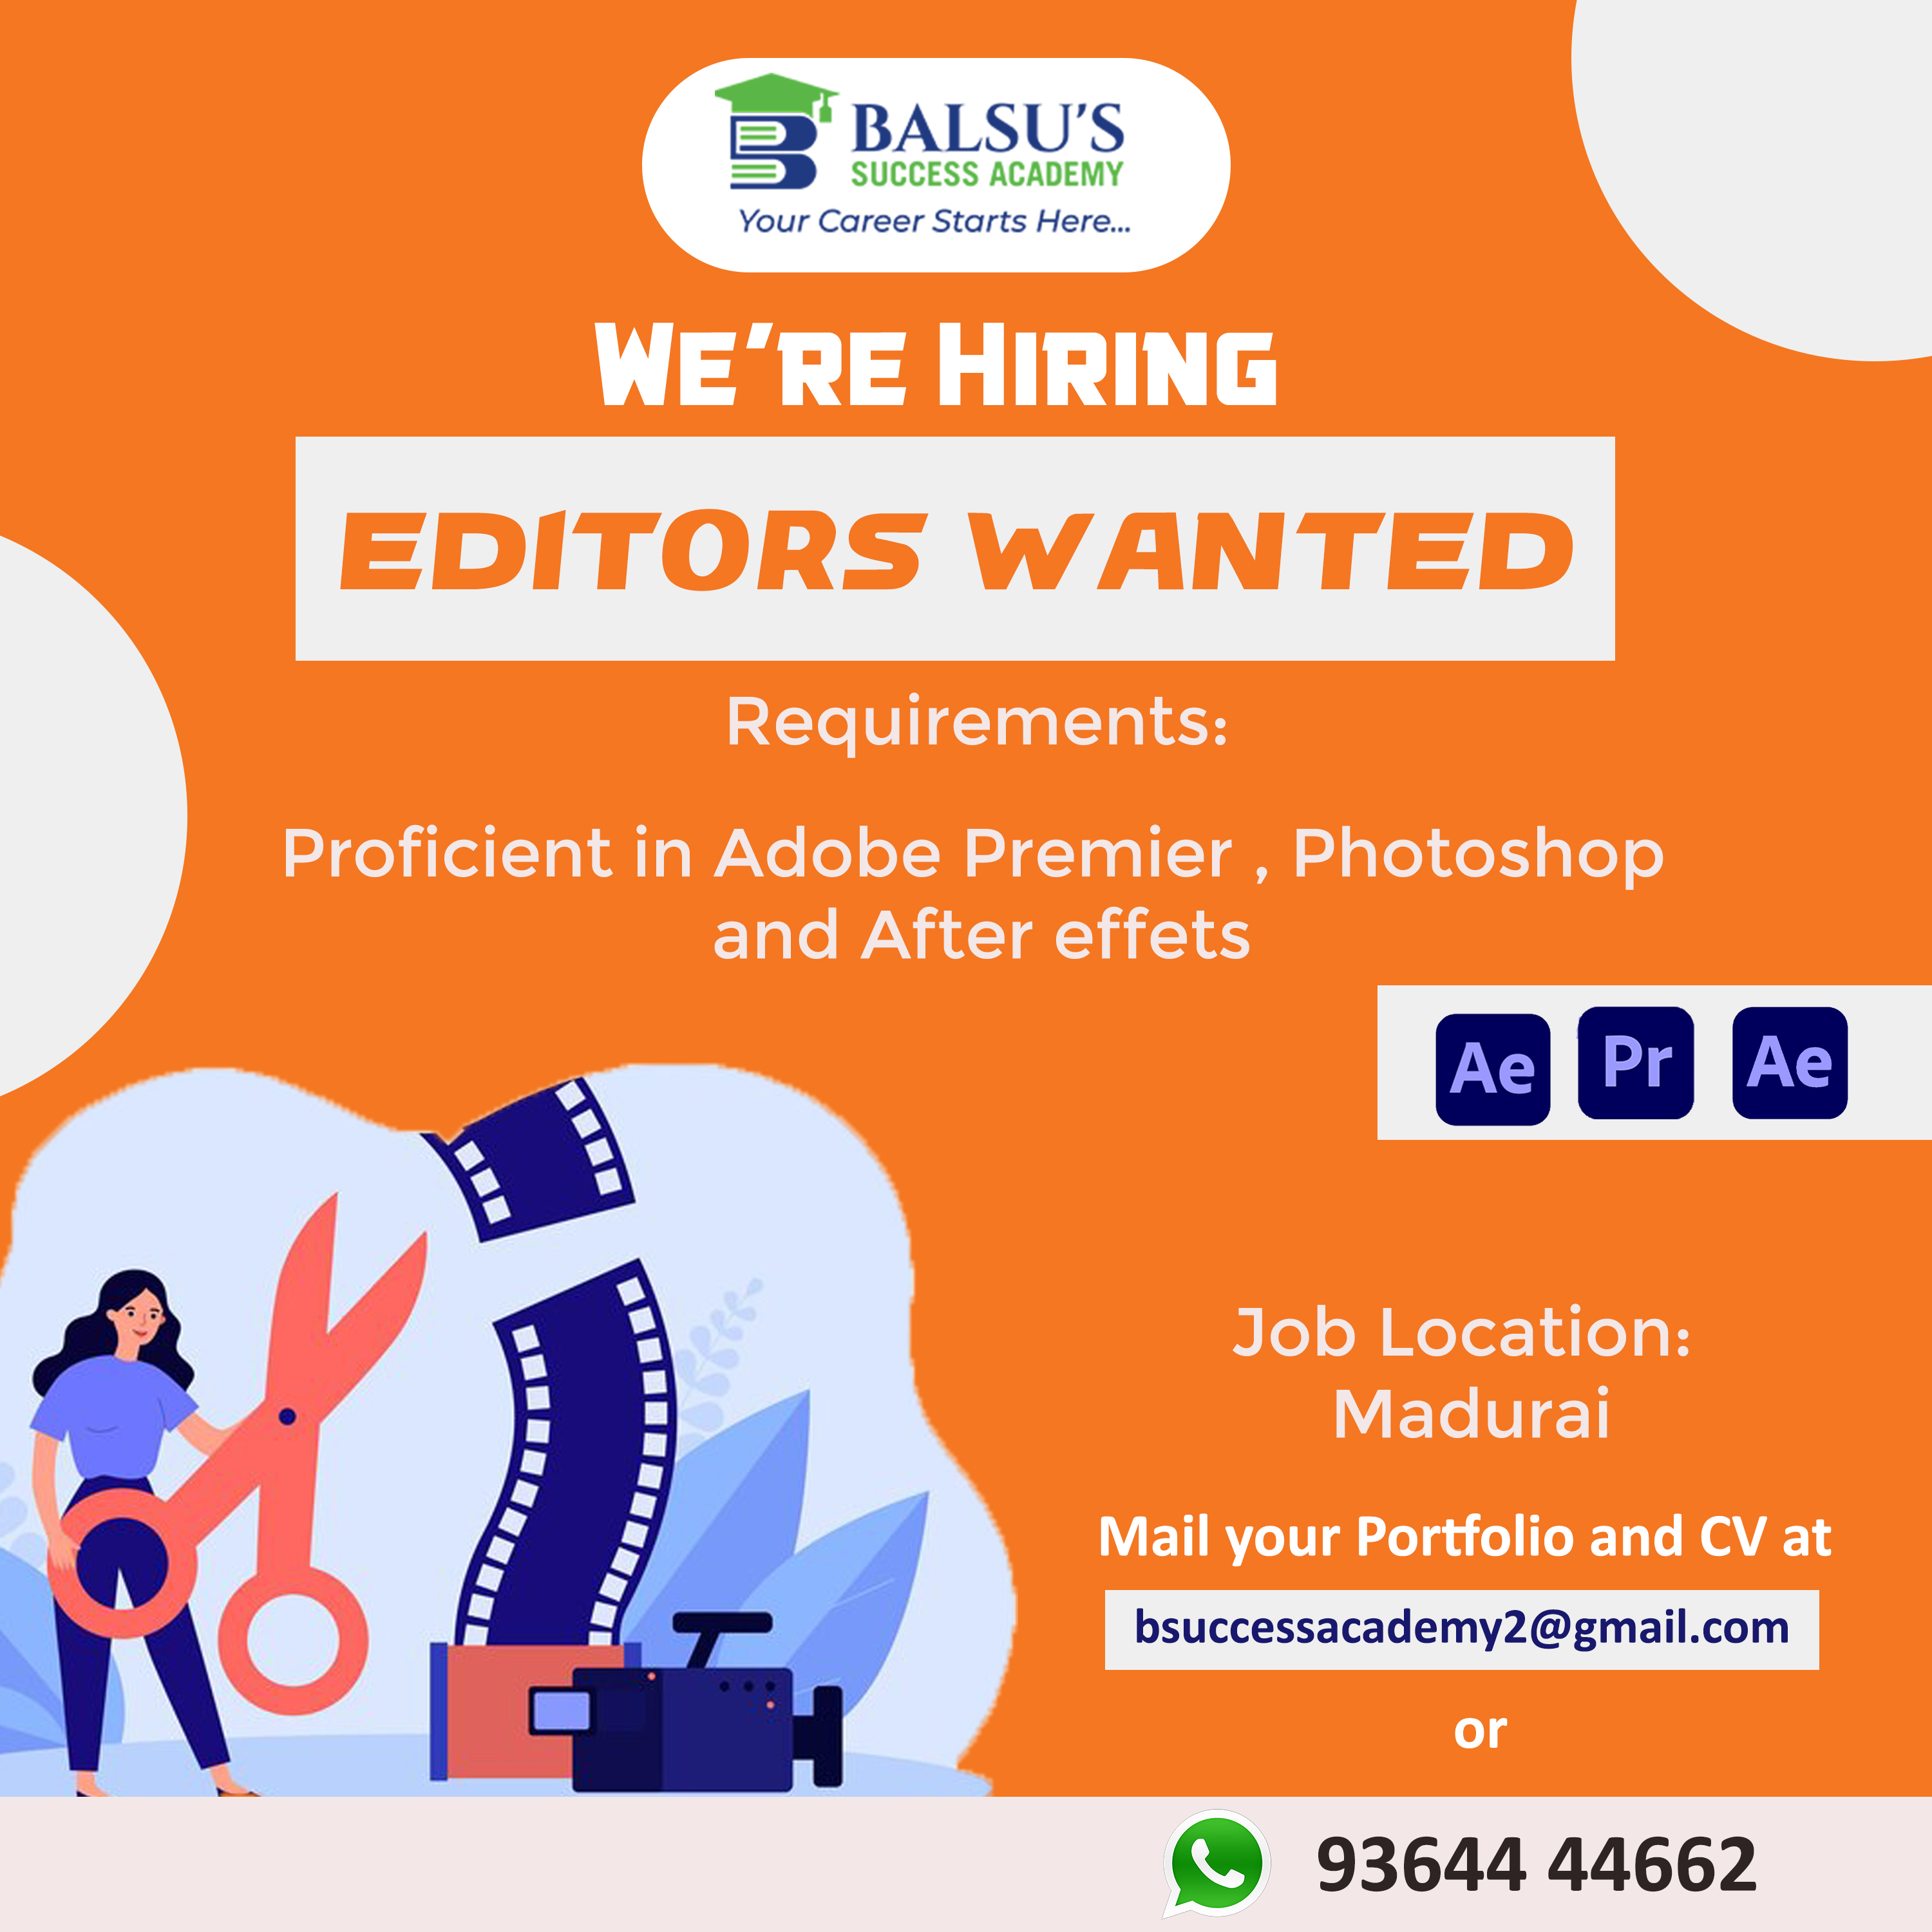 BALSU'S
SUCCESS ACADEMY
Your Career Starts Here...
WE'RE HIRING
EDITORS WANTED
Requirements:
Proficient in Adobe Premier , Photoshop
and After effets
Ae Pr Ae
Job Location:
Madurai
Mail your Portfolio and CV at
bsuccessacademy2@gmail.com
or
93644 44662